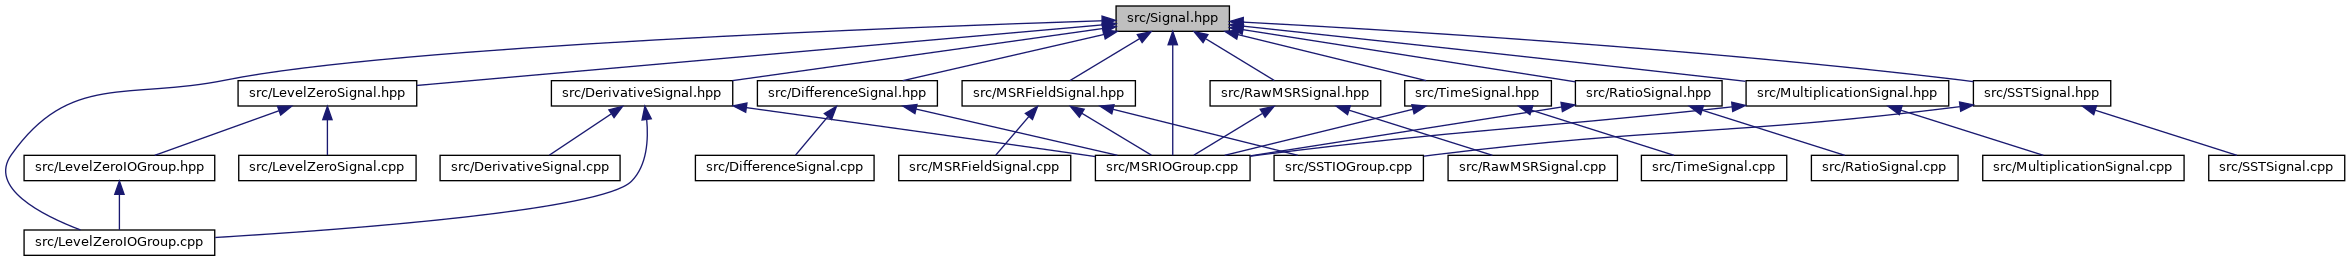 src/Signal.hpp
src/LevelZeroSignal.hpp
src/DerivativeSignal.hpp
src/DifferenceSignal.hpp
src/MSRFieldSignal.hpp
src/RawMSRSignal.hpp
src/TimeSignal.hpp
src/RatioSignal.hpp
src/MultiplicationSignal.hpp
src/SSTSignal.hpp
src/LevelZeroIOGroup.hpp
src/LevelZeroSignal.cpp
src/DerivativeSignal.cpp
src/DifferenceSignal.cpp
src/MSRFieldSignal.cpp
src/MSRIOGroup.cpp
src/SSTIOGroup.cpp
src/RawMSRSignal.cpp
src/TimeSignal.cpp
src/RatioSignal.cpp
src/MultiplicationSignal.cpp
src/SSTSignal.cpp
src/LevelZeroIOGroup.cpp